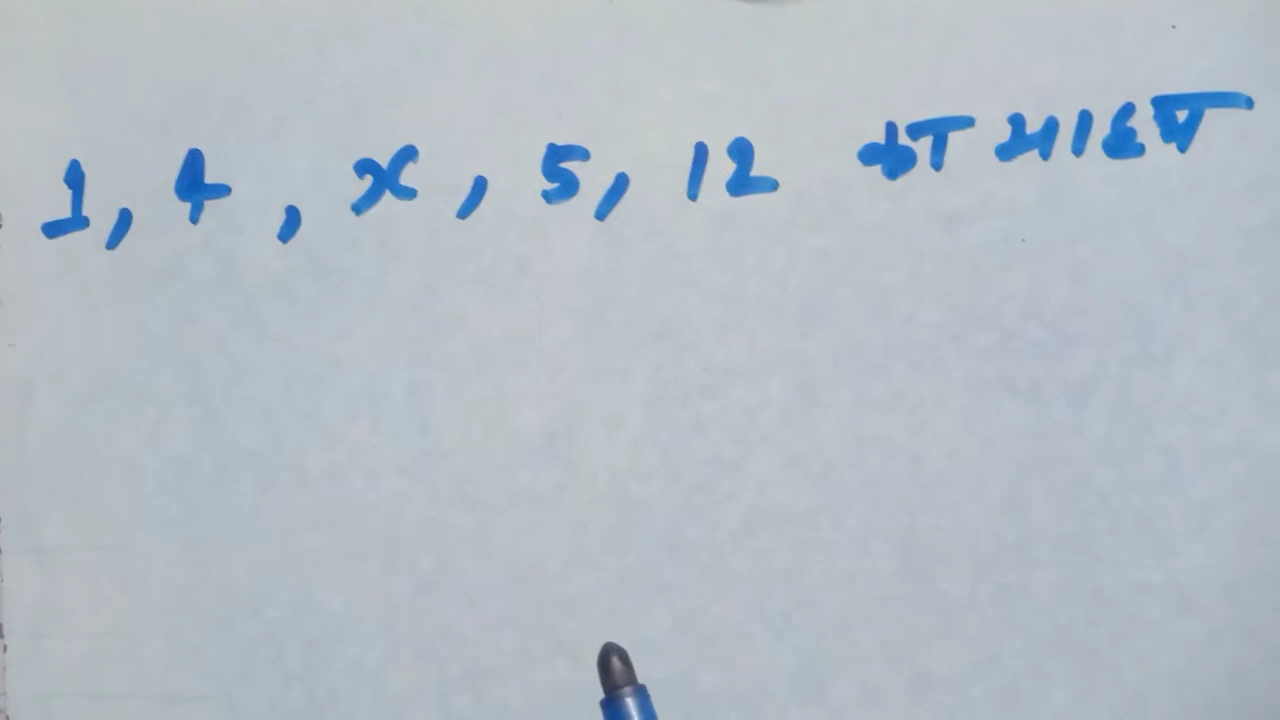 1, 4, x, 5, 12 का माध्य